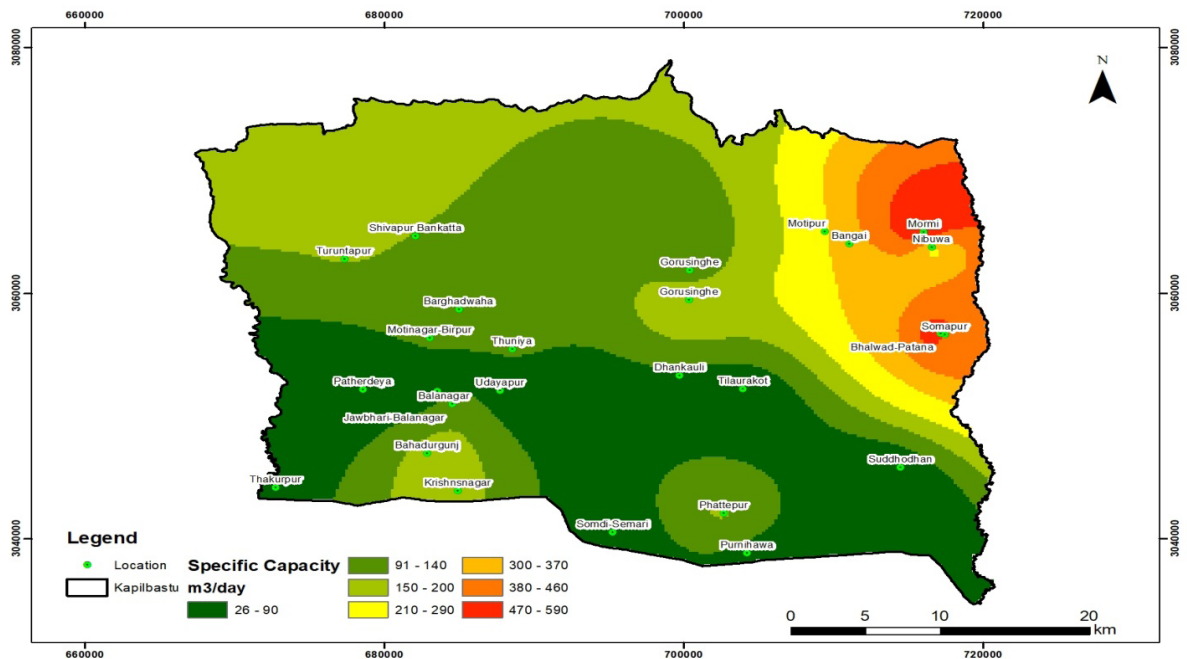 660000 680000 700000 720000
3080000 3080000
N
Shivapur Bankatta
Turuntapur
Motipur
Bangai
Mormi
Nibuwa
Gorusinghe
Gorusinghe
3060000 3060000
Barghadwaha
Motinagar-Birpur
Thuniya
Somapur
Bhalwad-Patana
Dhankauli
Tilaurakot
Patherdeya
Udayapur
Balanagar
Jawbhari-Balanagar
Bahadurgunj
Suddhodhan
Thakurpur
Krishnsnagar
Phattepur
Somdi-Semari
Purnihawa
3040000 3040000
Legend
Location
Kapilbastu
Specific Capacity
m3/day
26 - 90
91 - 140
150 - 200
210 - 290
300 - 370
380 - 460
470 - 590
0 5 10 20
km
660000 680000 700000 720000